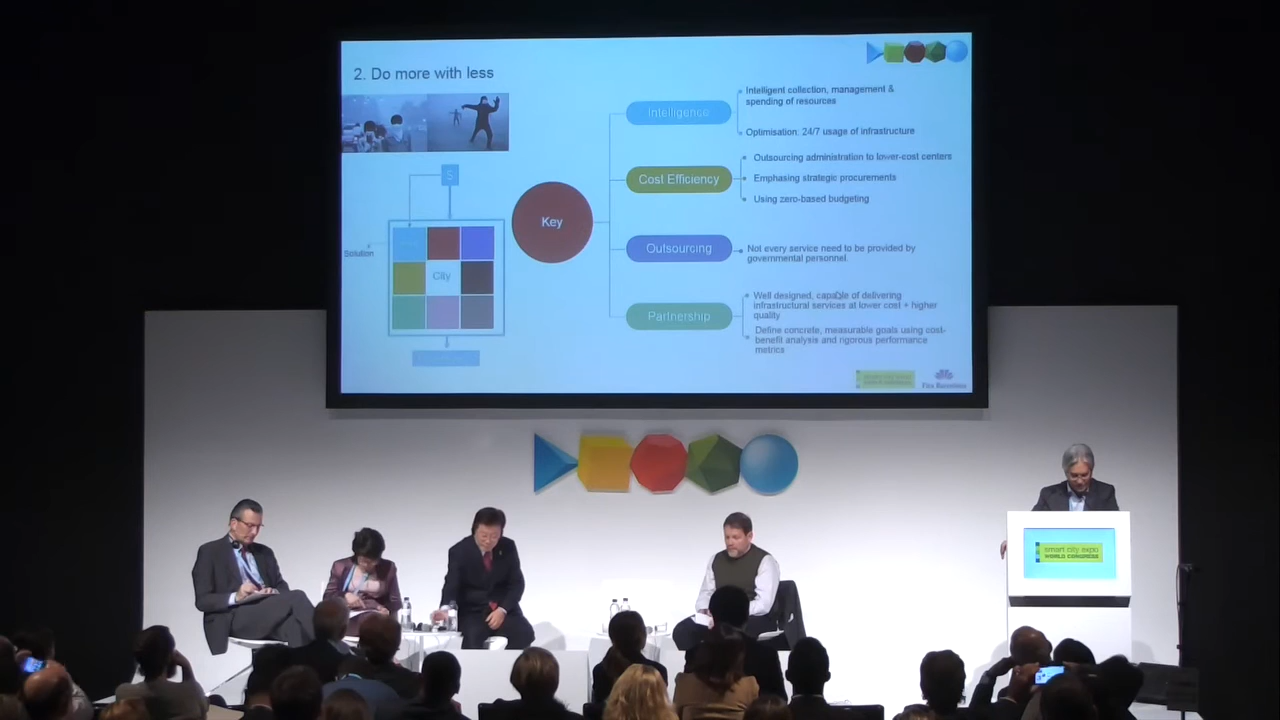 2. Do more with less
S
Solution
City
Key
Intelligence
Intelligent collection, management &
spending of resources
Optimisation: 24/7 usage of infrastructure
Cost Efficiency
Outsourcing administration to lower-cost centers
Emphasing strategic procurements
Using zero-based budgeting
Outsourcing
Not every service need to be provided by
governmental personnel.
Partnership
Well designed, capable of delivering
infrastructural services at lower cost + higher
quality
Define concrete, measurable goals using cost-
benefit analysis and rigorous performance
metrics
Fira Barcelona
smart city expo
WORLD CONGRESS